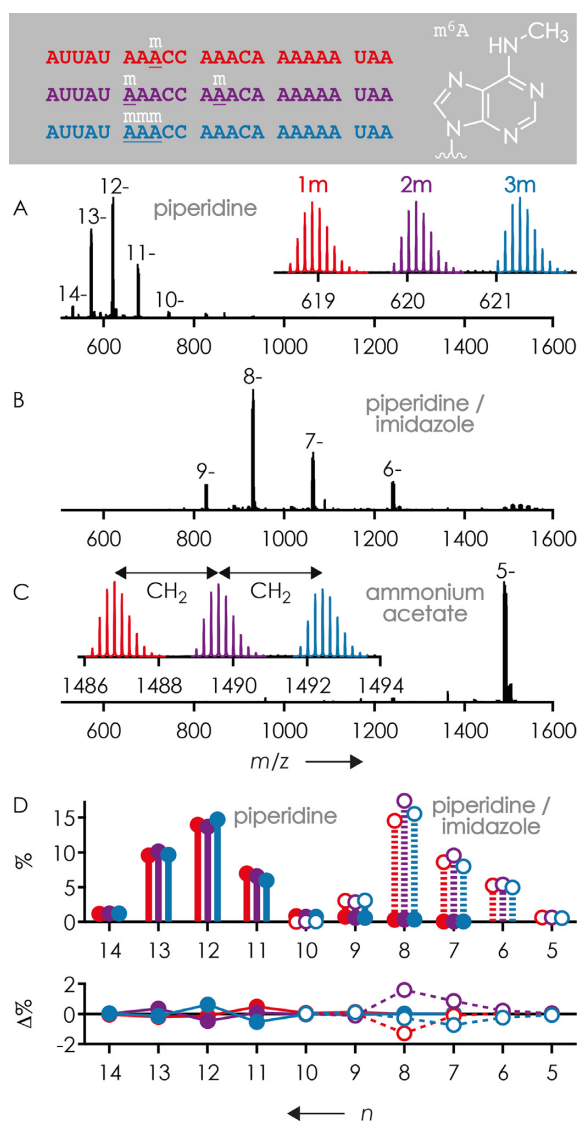 m
AUUAU AAACC AAACA AAAAA UAA
m m
AUUAU AAACC AAACA AAAAA UAA
mmm
AUUAU AAACC AAACA AAAAA UAA
m⁶A
HN CH₃
N N
N N
A
piperidine
14-
13-
12-
11-
10-
1m 2m 3m
619 620 621
600 800 1000 1200 1400 1600
B
piperidine /
imidazole
9-
8-
7-
6-
600 800 1000 1200 1400 1600
C
CH₂ CH₂
ammonium
acetate
5-
1486 1488 1490 1492 1494
600 800 1000 1200 1400 1600
m/z
D
piperidine
piperidine /
imidazole
%
15
10
5
0
14 13 12 11 10 9 8 7 6 5
Δ%
2
0
-2
14 13 12 11 10 9 8 7 6 5
n